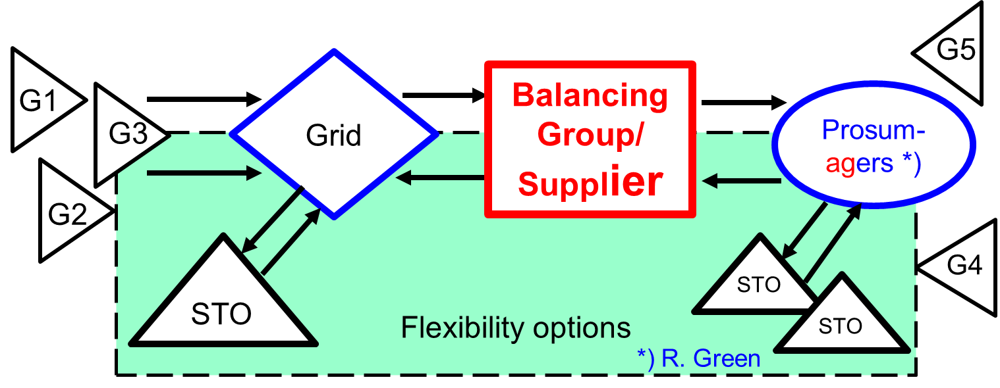 G1
G3
G2
Grid
Balancing
Group/
Supplier
G5
Prosum-
agers *)
G4
STO
STO
STO
Flexibility options
*) R. Green